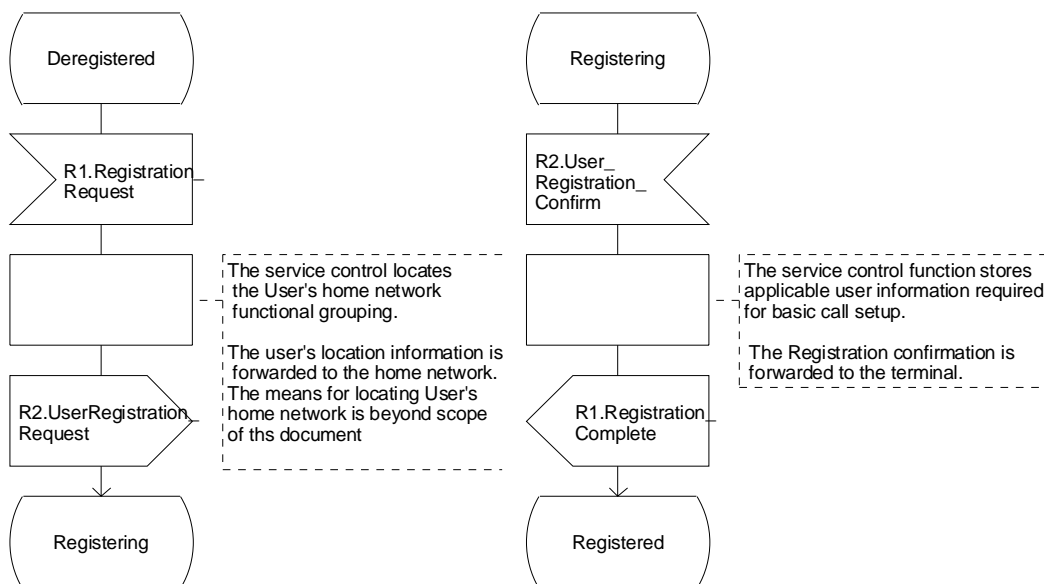 Deregistered
R1.Registration_
Request
The service control locates
the User's home network
functional grouping.
The user's location information is
forwarded to the home network.
The means for locating User's
home network is beyond scope
of ths document
R2.UserRegistration_
Request
Registering
Registering
R2.User_
Registration_
Confirm
The service control function stores
applicable user information required
for basic call setup.
The Registration confirmation is
forwarded to the terminal.
R1.Registration_
Complete
Registered